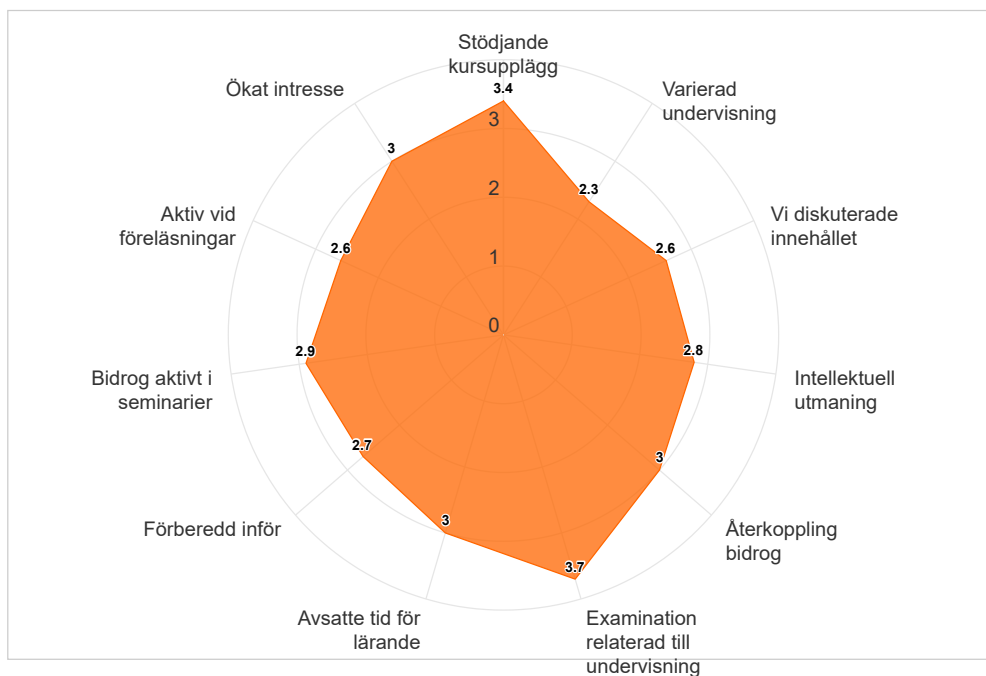 Stödjande
kursupplägg
3.4
Varierad
undervisning
2.3
Vi diskuterade
innehållet
2.6
Intellektuell
utmaning
2.8
Återkoppling
bidrog
3
Examination
relaterad till
undervisning
3.7
Avsatte tid för
lärande
3
Förberedd inför
2.7
Bidrog aktivt i
seminarier
2.9
Aktiv vid
föreläsningar
2.6
Ökat intresse
3
3
2
1
0